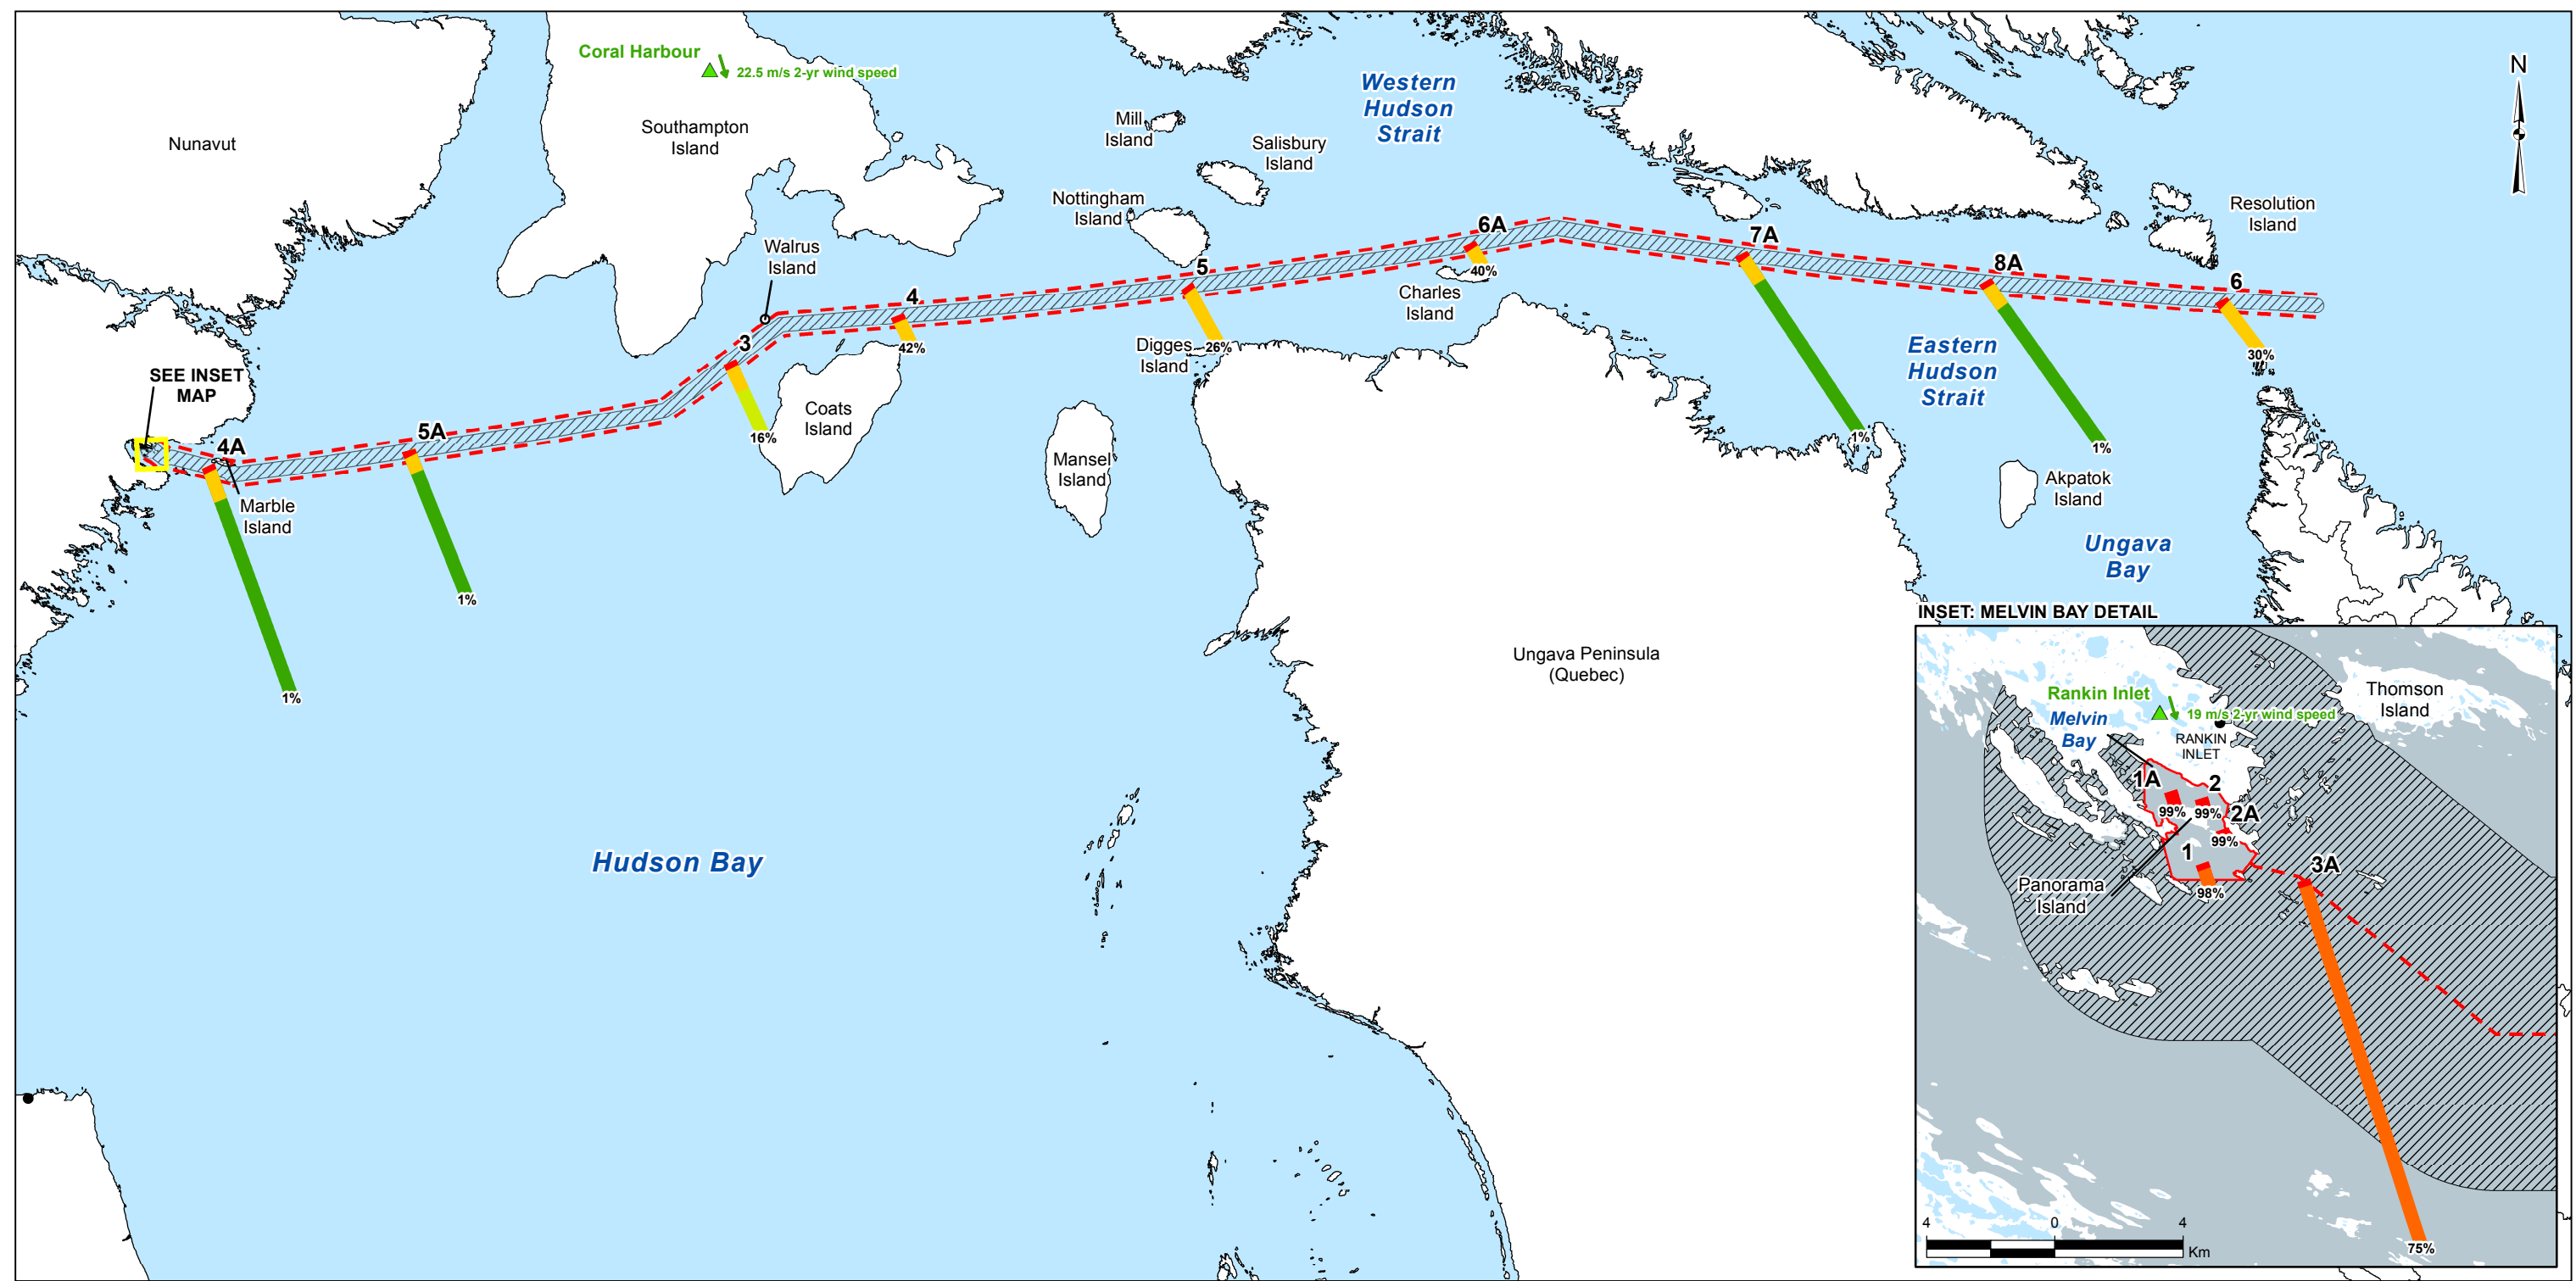 Coral Harbour
22.5 m/s 2-yr wind speed
Western
Hudson
Strait
N
Nunavut
Southampton
Island
Mill
Island
Salisbury
Island
Nottingham
Island
Resolution
Island
Walrus
Island
6A
40%
7A
1%
8A
1%
6
30%
5
26%
4
42%
3
16%
Charles
Island
Digges
Island
Eastern
Hudson
Strait
SEE INSET
MAP
4A
1%
5A
1%
Coats
Island
Marble
Island
Mansel
Island
Akpatok
Island
Ungava
Bay
Ungava Peninsula
(Quebec)
Hudson Bay
INSET: MELVIN BAY DETAIL
Rankin Inlet
19 m/s 2-yr wind speed
Thomson
Island
Melvin
Bay
RANKIN
INLET
1A
99%
2
99%
2A
99%
1
98%
3A
75%
Panorama
Island
4
0
4
Km